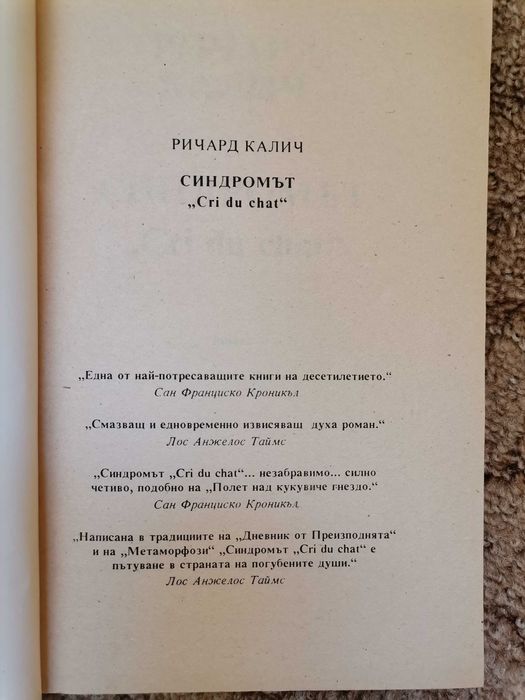 РИЧАРД КАЛИЧ
СИНДРОМЪТ
„Cri du chat“
„Една от най-потресаващите книги на десетилетието.“
Сан Франциско Кроникъл
„Смазващ и едновременно извисяващ духа роман.“
Лос Анжелос Таймс
„Синдромът „Cri du chat“... незабравимо... силно
четиво, подобно на „Полет над кукувиче гнездо.“
Сан Франциско Кроникъл
„Написана в традициите на „Дневник от Преизподнята“
и на „Метаморфози“ „Синдромът „Cri du chat“ е
пътуване в страната на погубените души.“
Лос Анжелос Таймс